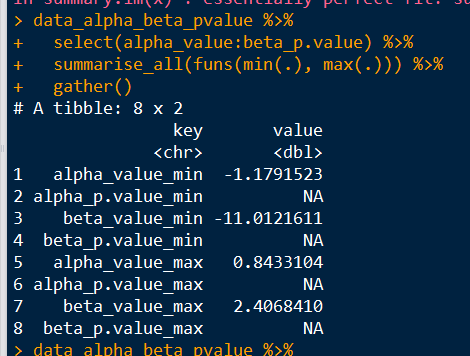 in summary.lm(x) : essentially perfect fit: su
> data_alpha_beta_pvalue %>%
+   select(alpha_value:beta_p.value) %>%
+   summarise_all(funs(min(.), max(.))) %>%
+   gather()
# A tibble: 8 x 2
key value
<chr> <dbl>
1 alpha_value_min -1.1791523
2 alpha_p.value_min NA
3 beta_value_min -11.0121611
4 beta_p.value_min NA
5 alpha_value_max 0.8433104
6 alpha_p.value_max NA
7 beta_value_max 2.4068410
8 beta_p.value_max NA
> data_alpha_beta_pvalue %>%